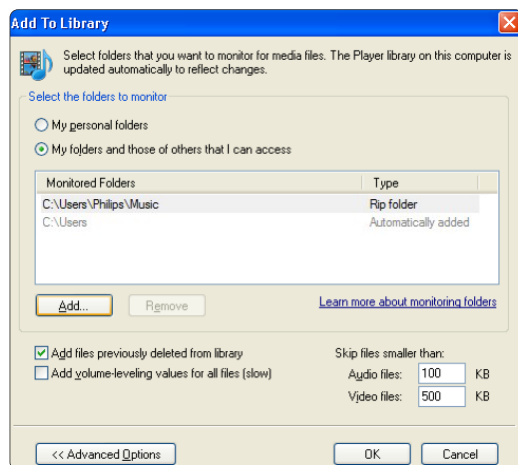 Add To Library
Select folders that you want to monitor for media files. The Player library on this computer is
updated automatically to reflect changes.
Select the folders to monitor
My personal folders
My folders and those of others that I can access
Monitored Folders Type
C:\Users\Philips\Music Rip folder
C:\Users Automatically added
Add... Remove Learn more about monitoring folders
Add files previously deleted from library Skip files smaller than:
Add volume-leveling values for all files (slow) Audio files: 100 KB
Video files: 500 KB
<< Advanced Options OK Cancel